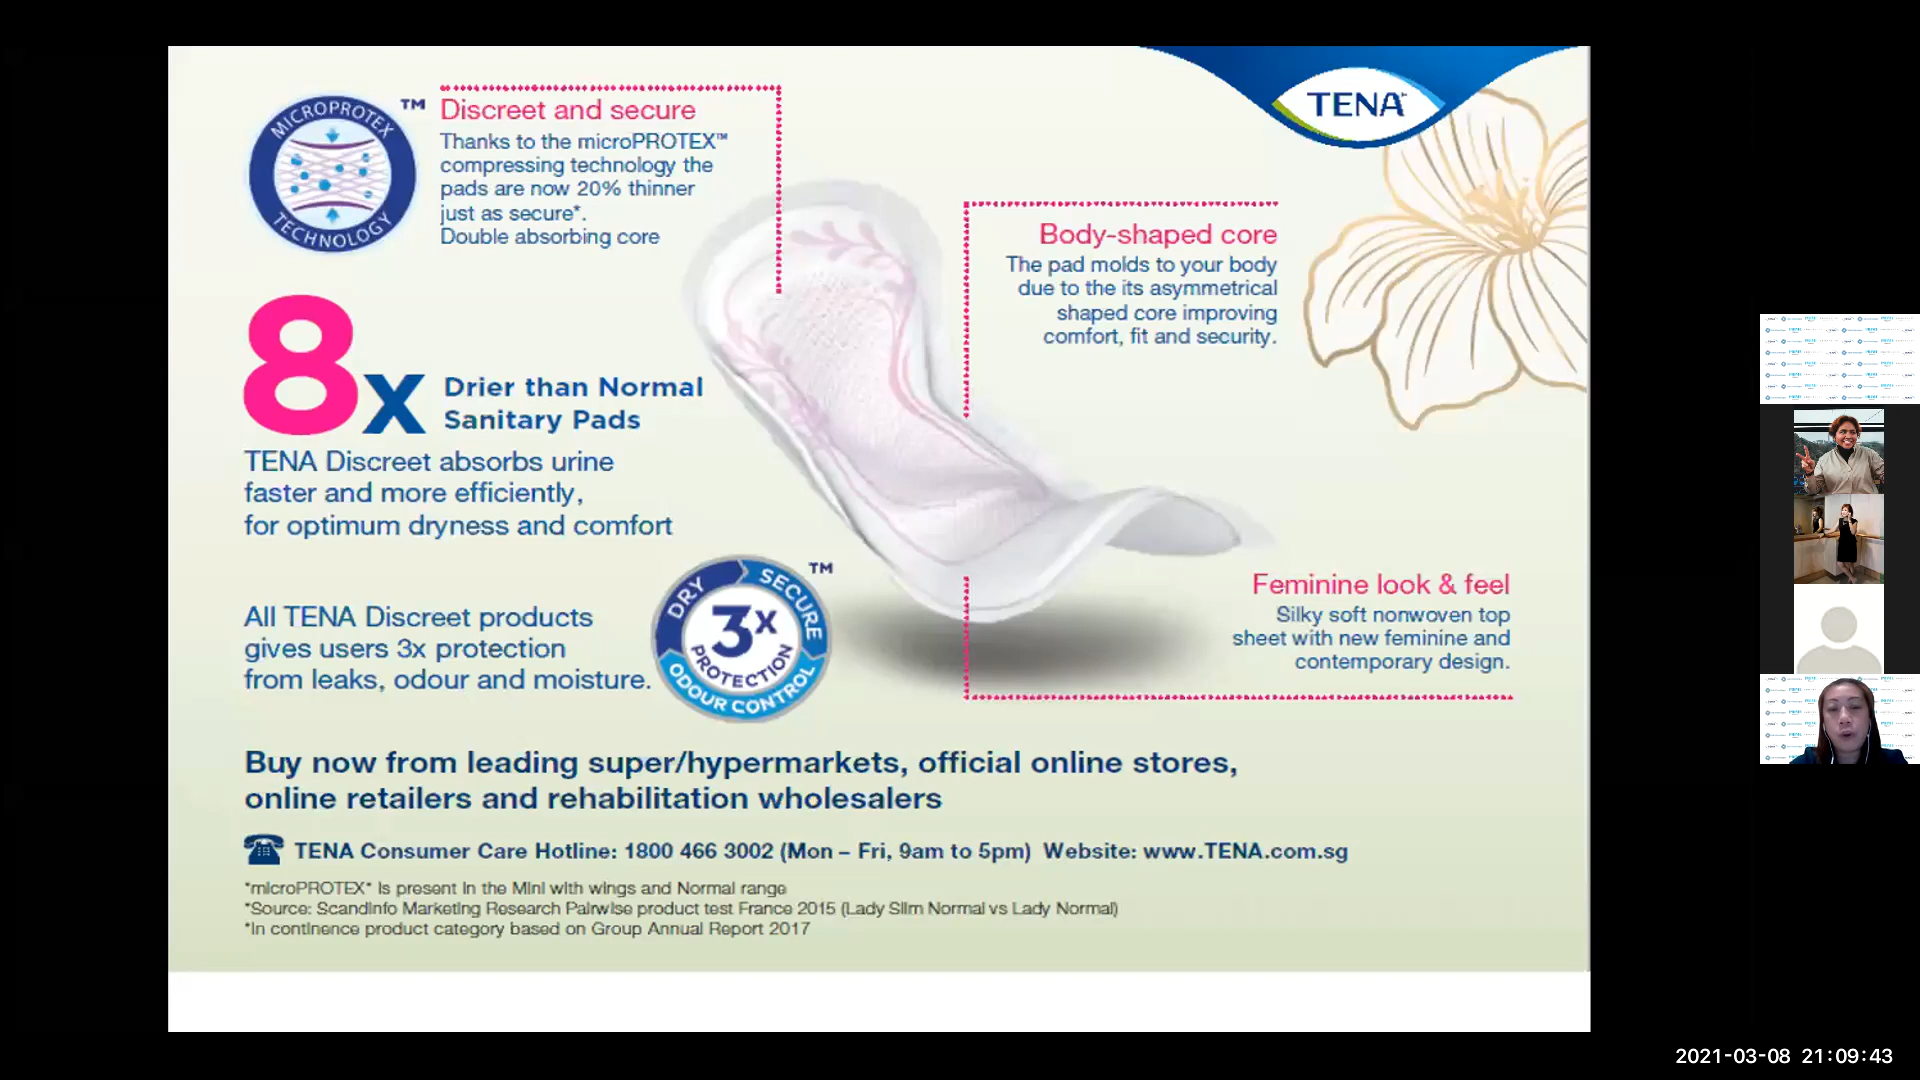 TENA
MICROPROTEX TECHNOLOGY
TM
Discreet and secure
Thanks to the microPROTEX™
compressing technology the
pads are now 20% thinner
just as secure*.
Double absorbing core
Body-shaped core
The pad molds to your body
due to the its asymmetrical
shaped core improving
comfort, fit and security.
8x
Drier than Normal
Sanitary Pads
TENA Discreet absorbs urine
faster and more efficiently,
for optimum dryness and comfort
All TENA Discreet products
gives users 3x protection
from leaks, odour and moisture.
DRY SECURE ODOUR CONTROL
3x
PROTECTION
TM
Feminine look & feel
Silky soft nonwoven top
sheet with new feminine and
contemporary design.
Buy now from leading super/hypermarkets, official online stores,
online retailers and rehabilitation wholesalers
TENA Consumer Care Hotline: 1800 466 3002 (Mon – Fri, 9am to 5pm) Website: www.TENA.com.sg
*microPROTEX* is present in the Mini with wings and Normal range
*Source: ScandInfo Marketing Research Pairwise product test France 2015 (Lady Slim Normal vs Lady Normal)
*In continence product category based on Group Annual Report 2017
2021-03-08 21:09:43